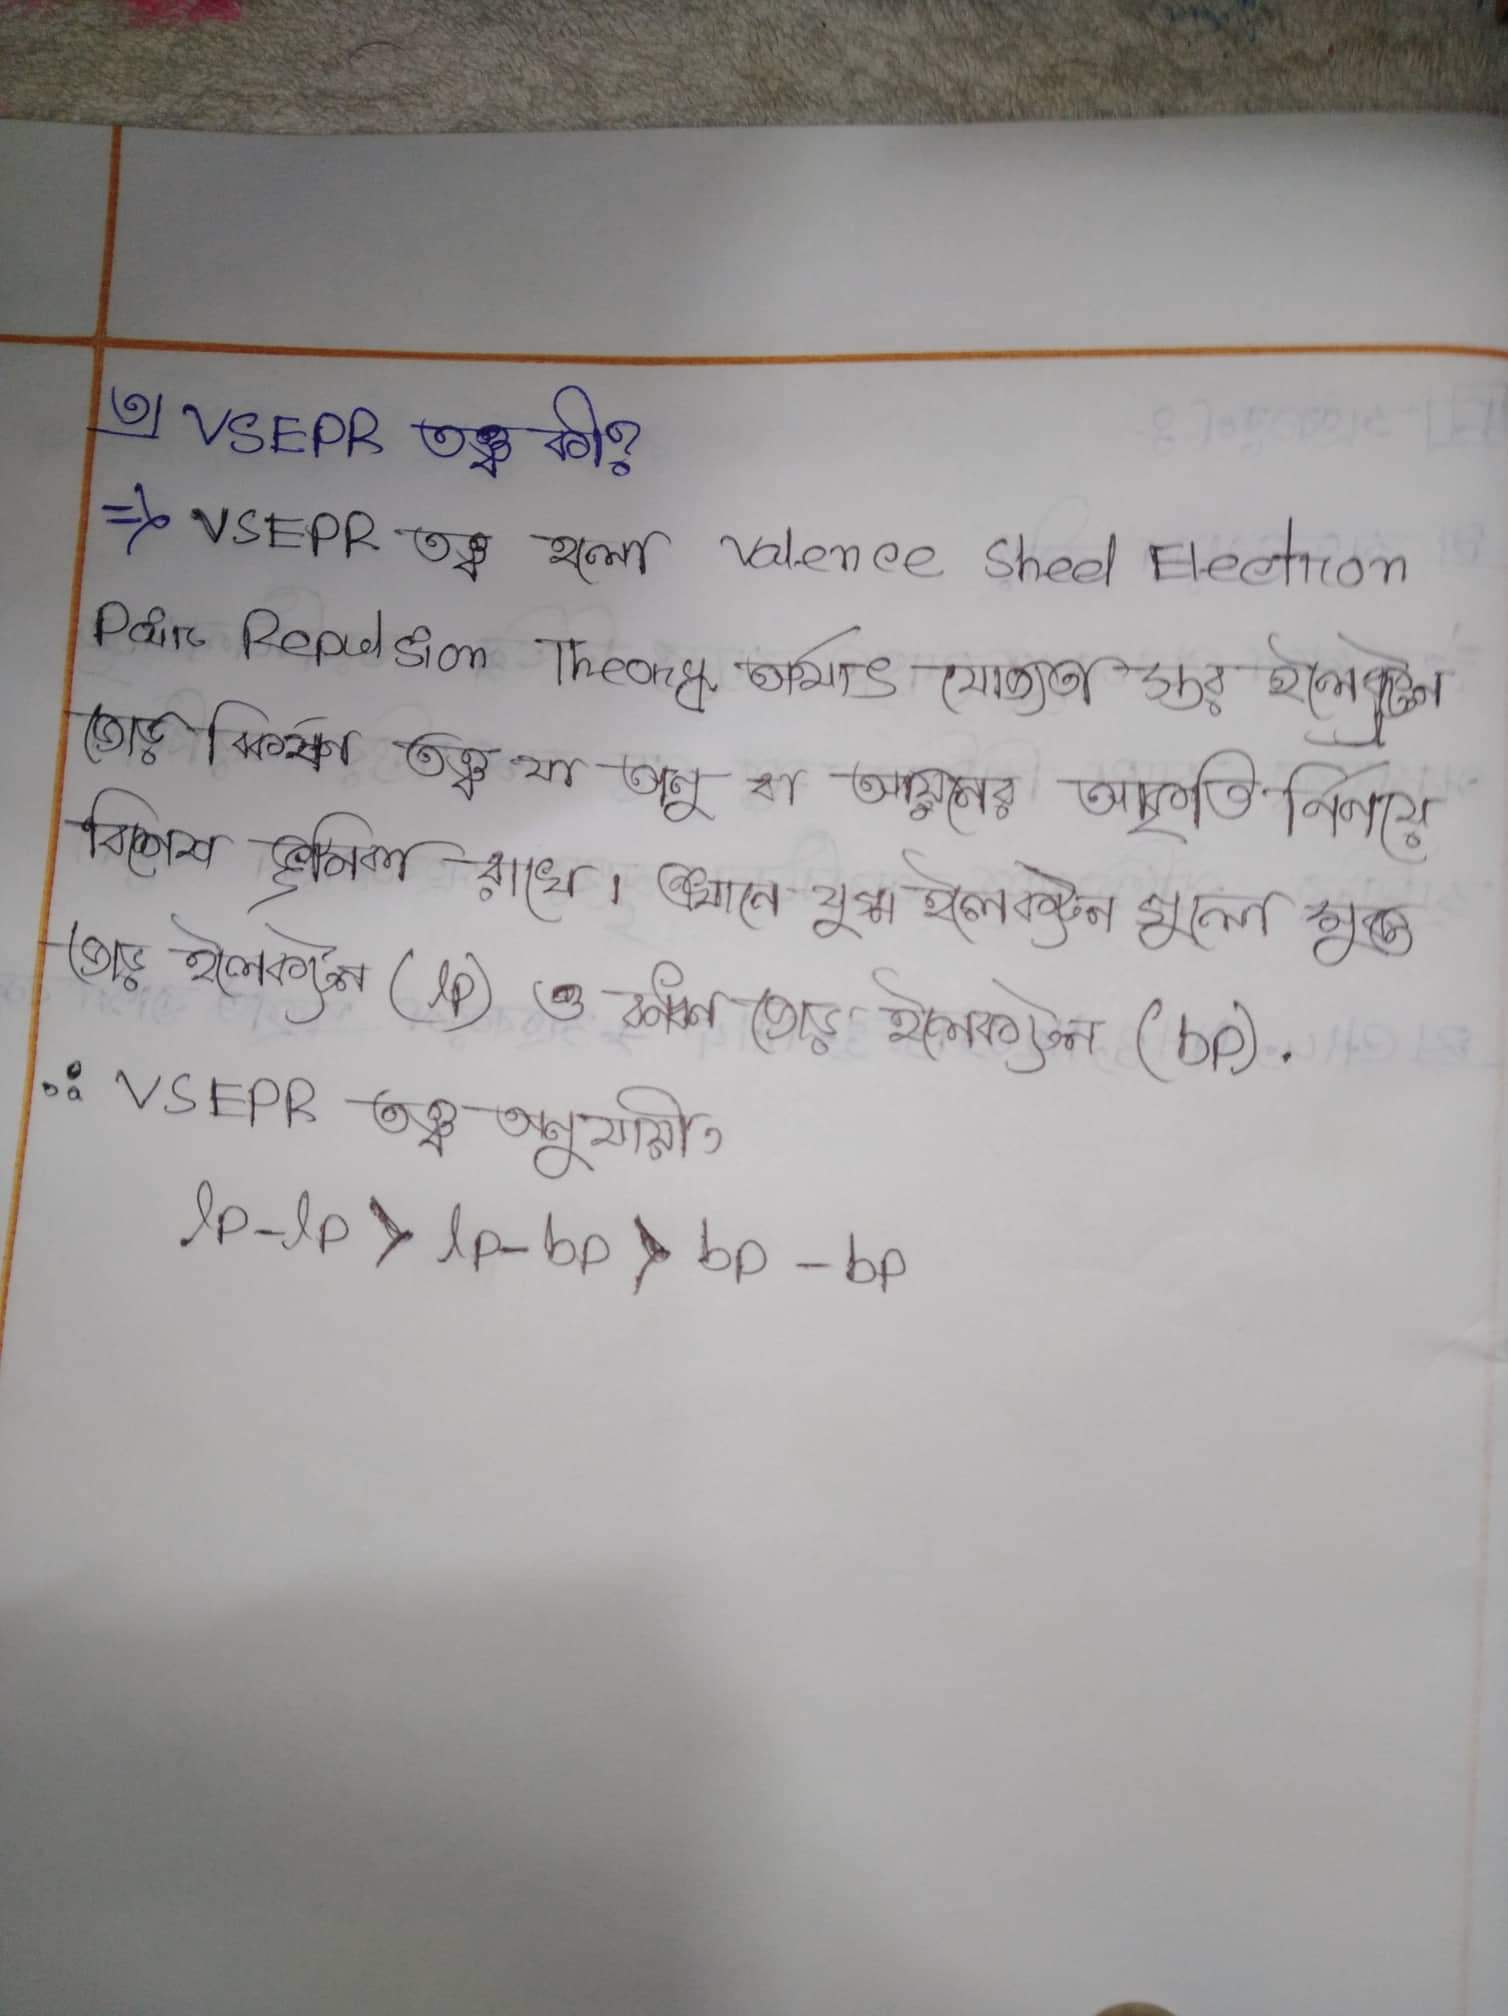 ৩। VSEPR তত্ত্ব কী?
⇒ VSEPR তত্ত্ব হলো Valence Sheel Electron
Pair Repulsion Theory অর্থাৎ যোজ্যতা স্তর ইলেকট্রন
জোড় বিকর্ষণ তত্ত্ব যা অনু বা আয়নের আকৃতি নির্ণয়ে
বিশেষ ভূমিকা রাখে। এখানে যুগ্ম ইলেকট্রন মুলো মুক্ত
জোড় ইলেকট্রন (lp) ও বন্ধন জোড় ইলেকট্রন (bp).
∴ VSEPR তত্ত্ব অনুযায়ী,
lp-lp > lp-bp > bp - bp